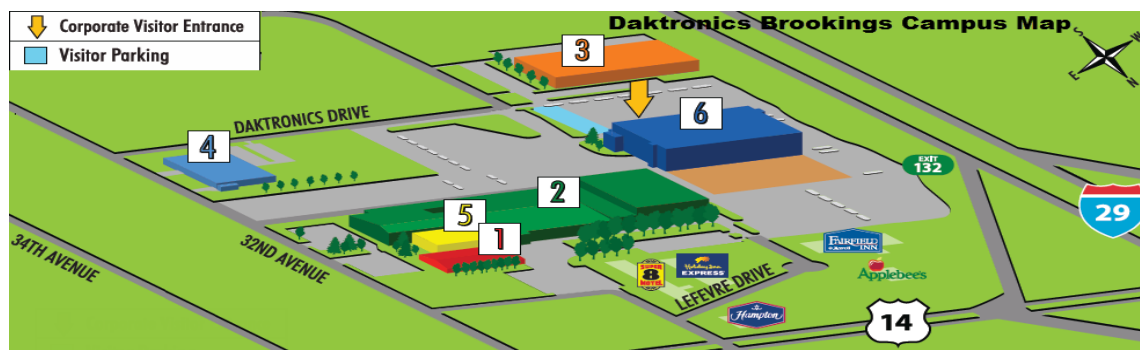 Corporate Visitor Entrance
Visitor Parking
Daktronics Brookings Campus Map
S
W
E
N
3
6
DAKTRONICS DRIVE
4
EXIT
132
2
29
5
1
34TH AVENUE
32ND AVENUE
FAIRFIELD
INN
SUPER
8
MOTEL
Holiday Inn
EXPRESS
Applebee's
LEFEVRE DRIVE
Hampton
14